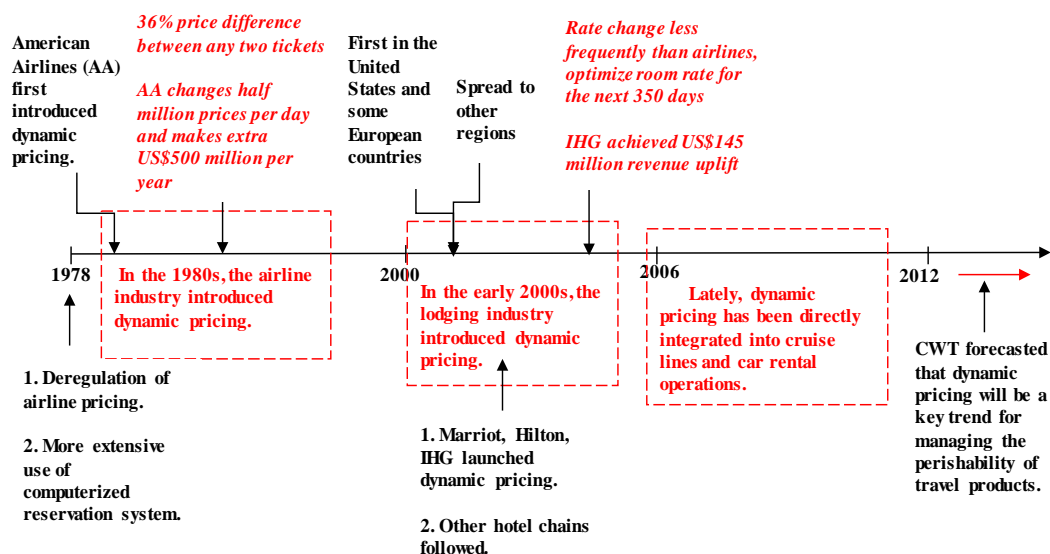 American
Airlines (AA)
first
introduced
dynamic
pricing.
36% price difference
between any two tickets
AA changes half
million prices per day
and makes extra
US$500 million per
year
First in the
United
States and
some
European
countries
Spread to
other
regions
Rate change less
frequently than airlines,
optimize room rate for
the next 350 days
IHG achieved US$145
million revenue uplift
1978
2000
2006
2012
In the 1980s, the airline
industry introduced
dynamic pricing.
In the early 2000s, the
lodging industry
introduced dynamic
pricing.
Lately, dynamic
pricing has been directly
integrated into cruise
lines and car rental
operations.
1. Deregulation of
airline pricing.
2. More extensive
use of
computerized
reservation system.
1. Marriot, Hilton,
IHG launched
dynamic pricing.
2. Other hotel chains
followed.
CWT forecasted
that dynamic
pricing will be a
key trend for
managing the
perishability of
travel products.